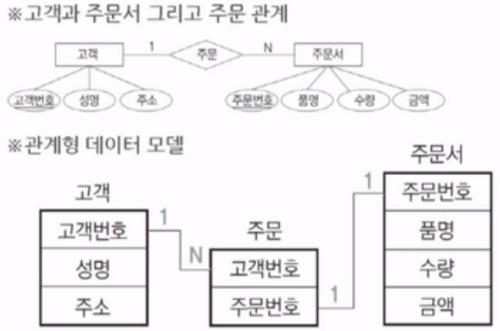 ※고객과 주문서 그리고 주문 관계
고객 1 주문 N 주문서
고객번호 성명 주소 주문번호 품명 수량 금액
※관계형 데이터 모델
주문서
고객 1 주문번호
고객번호 1 주문 품명
성명 N 고객번호 수량
주소 주문번호 1 금액